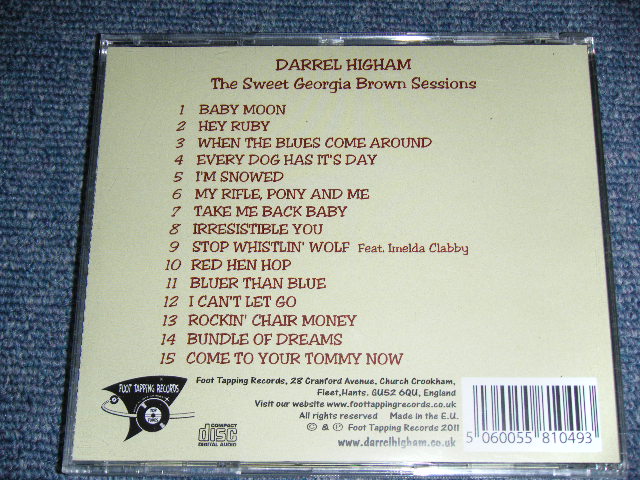 DARREL HIGHAM
The Sweet Georgia Brown Sessions
1 BABY MOON
2 HEY RUBY
3 WHEN THE BLUES COME AROUND
4 EVERY DOG HAS IT'S DAY
5 I'M SNOWED
6 MY RIFLE, PONY AND ME
7 TAKE ME BACK BABY
8 IRRESISTIBLE YOU
9 STOP WHISTLIN' WOLF Feat. Imelda Clabby
10 RED HEN HOP
11 BLUER THAN BLUE
12 I CAN'T LET GO
13 ROCKIN' CHAIR MONEY
14 BUNDLE OF DREAMS
15 COME TO YOUR TOMMY NOW
FOOT TAPPING RECORDS
COMPACT
disc
DIGITAL AUDIO
Foot Tapping Records, 28 Cranford Avenue, Church Crookham,
Fleet,Hants, GU52 6QU, England
Visit our website www.foottappingrecords.co.uk
All rights reserved Made in the E.U.
© & ℗ Foot Tapping Records 2011
www.darrelhigham.co.uk
5 060055 810493